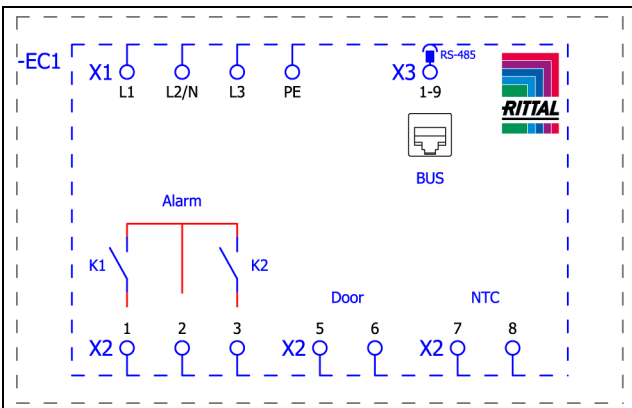 -EC1
X1 L1 L2/N L3 PE
X3 1-9 RS-485
RITTAL
BUS
Alarm
K1 K2
Door NTC
X2 1 2 3 X2 5 6 X2 7 8